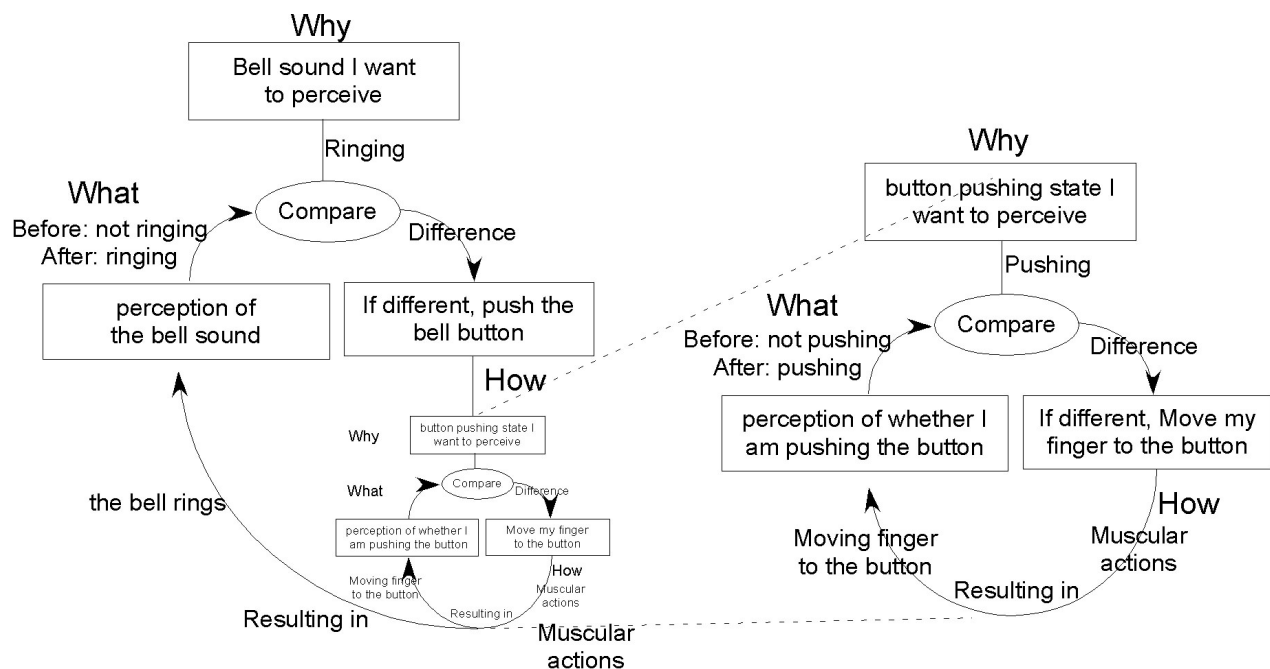 Why
Bell sound I want
to perceive
Ringing
What
Before: not ringing
After: ringing
Compare
Difference
perception of
the bell sound
If different, push the
bell button
How
Why
button pushing state I
want to perceive
What
Compare
Difference
perception of whether I
am pushing the button
Move my finger
to the button
How
Moving finger
to the button
Muscular
actions
Resulting in
the bell rings
Resulting in
Muscular
actions
Why
button pushing state I
want to perceive
Pushing
What
Before: not pushing
After: pushing
Compare
Difference
perception of whether I
am pushing the button
If different, Move my
finger to the button
How
Moving finger
to the button
Muscular
actions
Resulting in